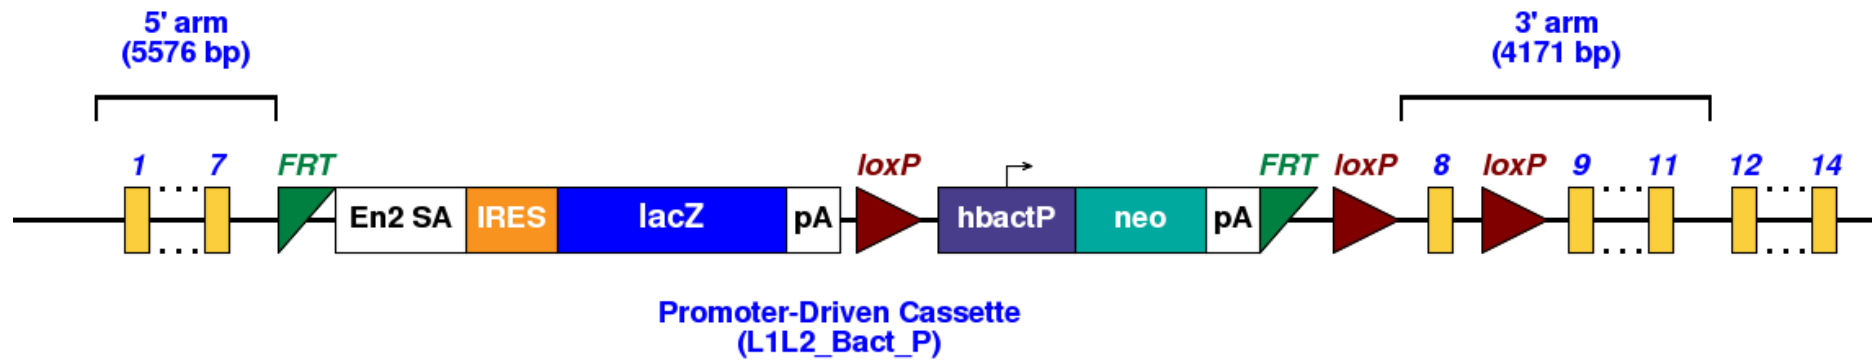 5' arm
(5576 bp)
3' arm
(4171 bp)
1 ... 7 FRT loxP FRT loxP 8 loxP 9 ... 11 12 ... 14
En2 SA IRES lacZ pA hbactP neo pA
... ... ...
Promoter-Driven Cassette
(L1L2_Bact_P)